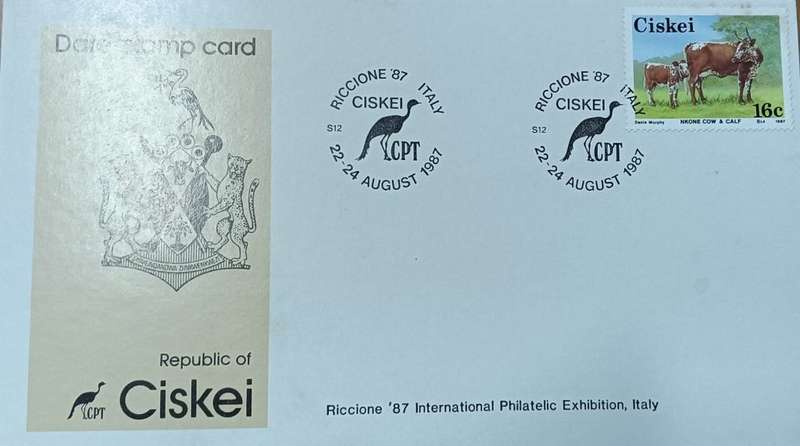 Date stamp card
Republic of
CPT Ciskei
RICCIONE '87 ITALY
CISKEI
S12
CPT
22-24 AUGUST 1987
RICCIONE '87 ITALY
CISKEI
S12
CPT
22-24 AUGUST 1987
Ciskei
16c
Denis Murphy NKONE COW & CALF 1987
Riccione '87 International Philatelic Exhibition, Italy